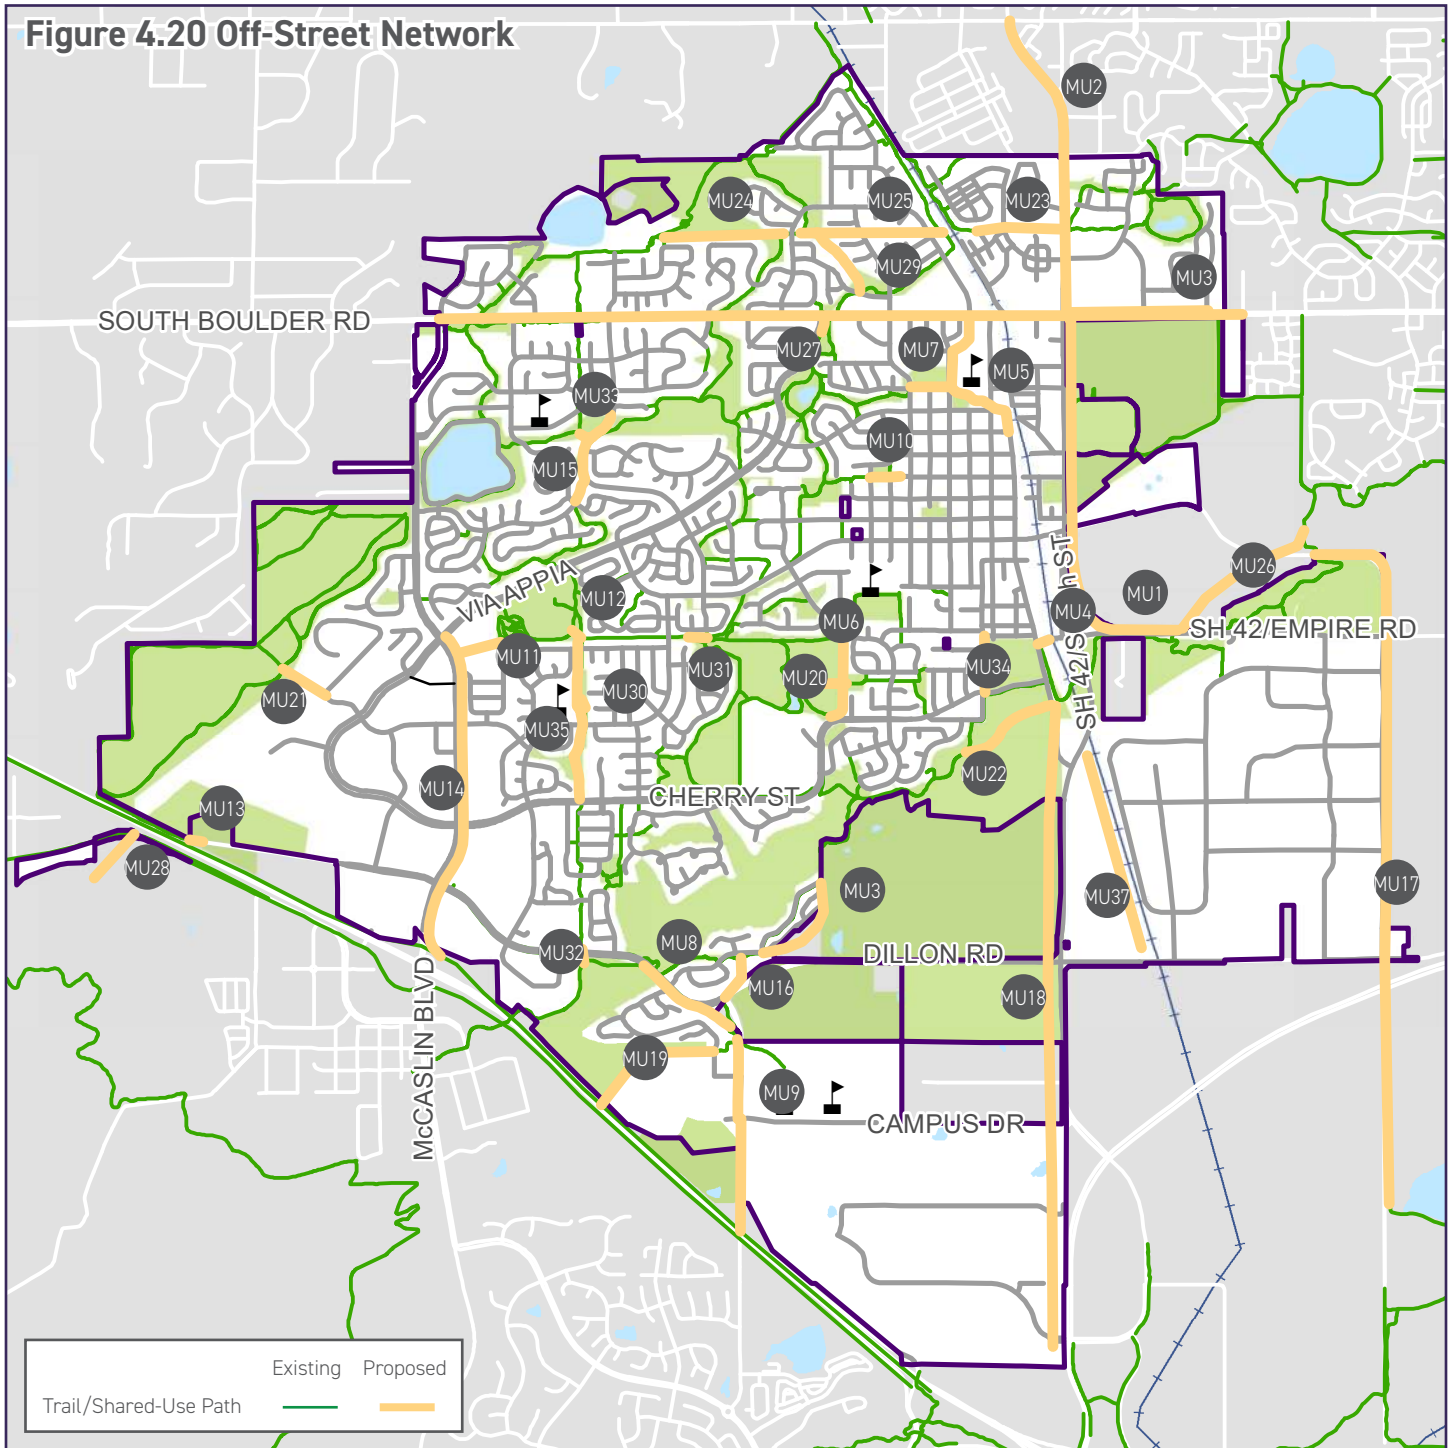 Figure 4.20 Off-Street Network
MU2
MU24
MU25
MU23
MU29
MU3
SOUTH BOULDER RD
MU27
MU7
MU5
MU33
MU10
MU15
VIA APPIA
MU12
MU6
MU4
MU1
MU26
SH 42/EMPIRE RD
SH 42/S
n ST
MU11
MU31
MU20
MU34
MU21
MU30
MU35
MU14
MU22
CHERRY ST
MU13
MU28
MU3
MU37
MU17
MU8
MU32
DILLON RD
MU16
MU18
McCASLIN BLVD
MU19
MU9
CAMPUS DR
Existing Proposed
Trail/Shared-Use Path